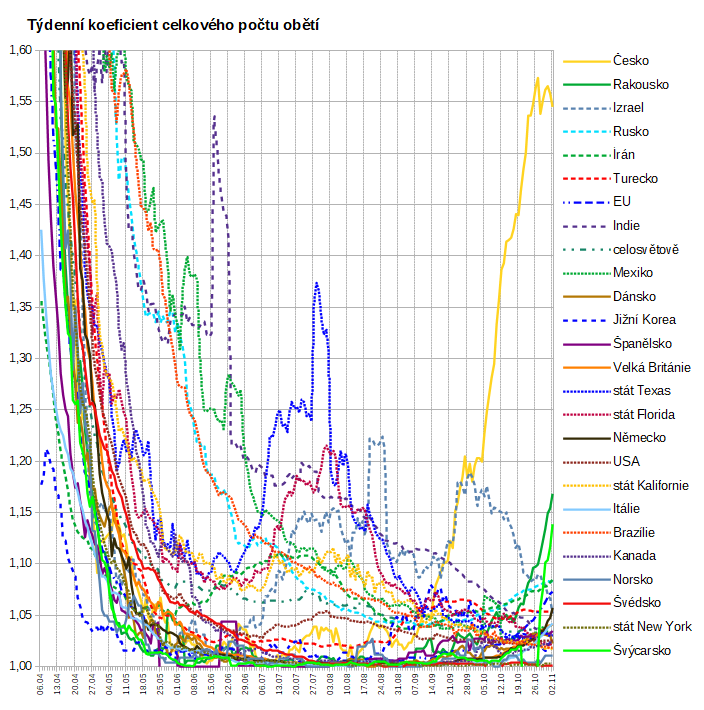 Týdenní koeficient celkového počtu obětí
1,60
1,55
1,50
1,45
1,40
1,35
1,30
1,25
1,20
1,15
1,10
1,05
1,00
06.04
13.04
20.04
27.04
04.05
11.05
18.05
25.05
01.06
08.06
15.06
22.06
29.06
06.07
13.07
20.07
27.07
03.08
10.08
17.08
24.08
31.08
07.09
14.09
21.09
28.09
05.10
12.10
19.10
26.10
02.11
Česko
Rakousko
Izrael
Rusko
Írán
Turecko
EU
Indie
celosvětově
Mexiko
Dánsko
Jižní Korea
Španělsko
Velká Británie
stát Texas
stát Florida
Německo
USA
stát Kalifornie
Itálie
Brazílie
Kanada
Norsko
Švédsko
stát New York
Švýcarsko